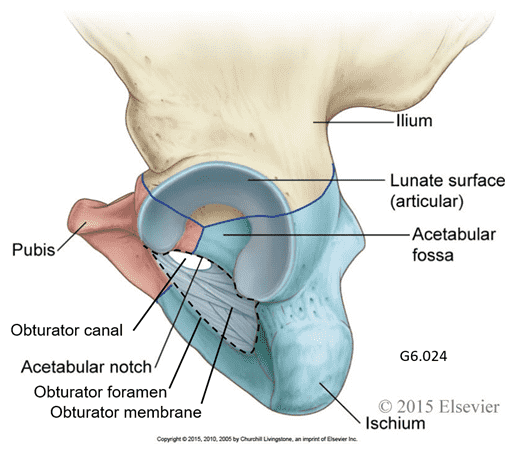 Ilium
Lunate surface
(articular)
Acetabular
fossa
Pubis
Obturator canal
Acetabular notch
Obturator foramen
Obturator membrane
G6.024
© 2015 Elsevier
Ischium
Copyright © 2015, 2010, 2005 by Churchill Livingstone, an imprint of Elsevier Inc.